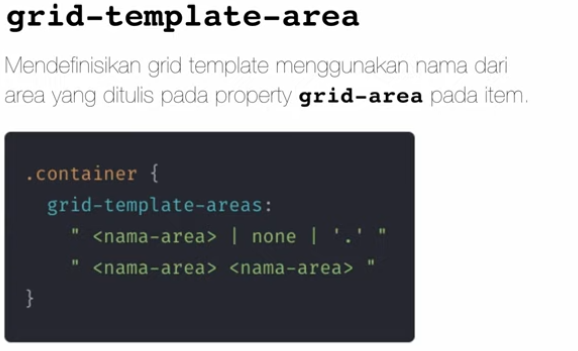 grid-template-area
Mendefinisikan grid template menggunakan nama dari
area yang ditulis pada property grid-area pada item.
.container {
grid-template-areas:
" <nama-area> | none | '.' "
" <nama-area> <nama-area> "
}